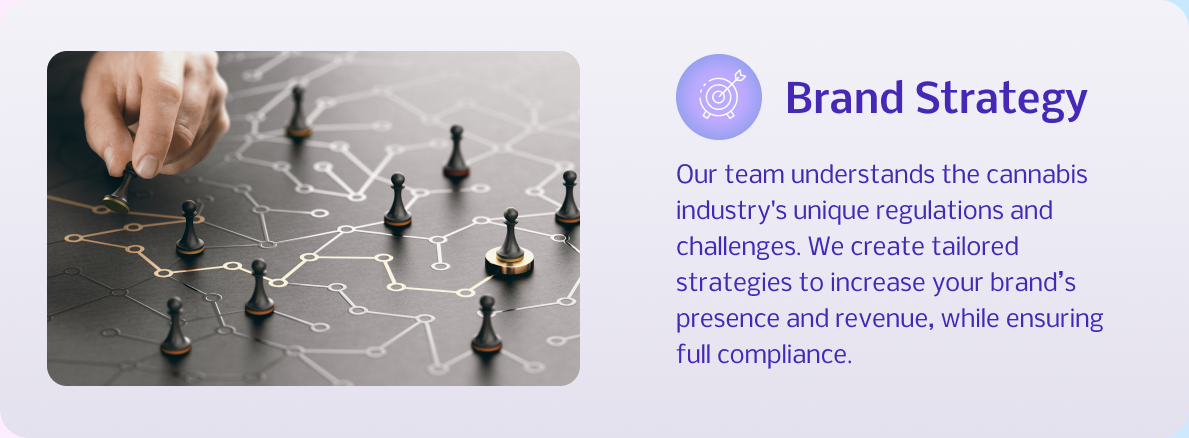 Brand Strategy
Our team understands the cannabis
industry's unique regulations and
challenges. We create tailored
strategies to increase your brand’s
presence and revenue, while ensuring
full compliance.